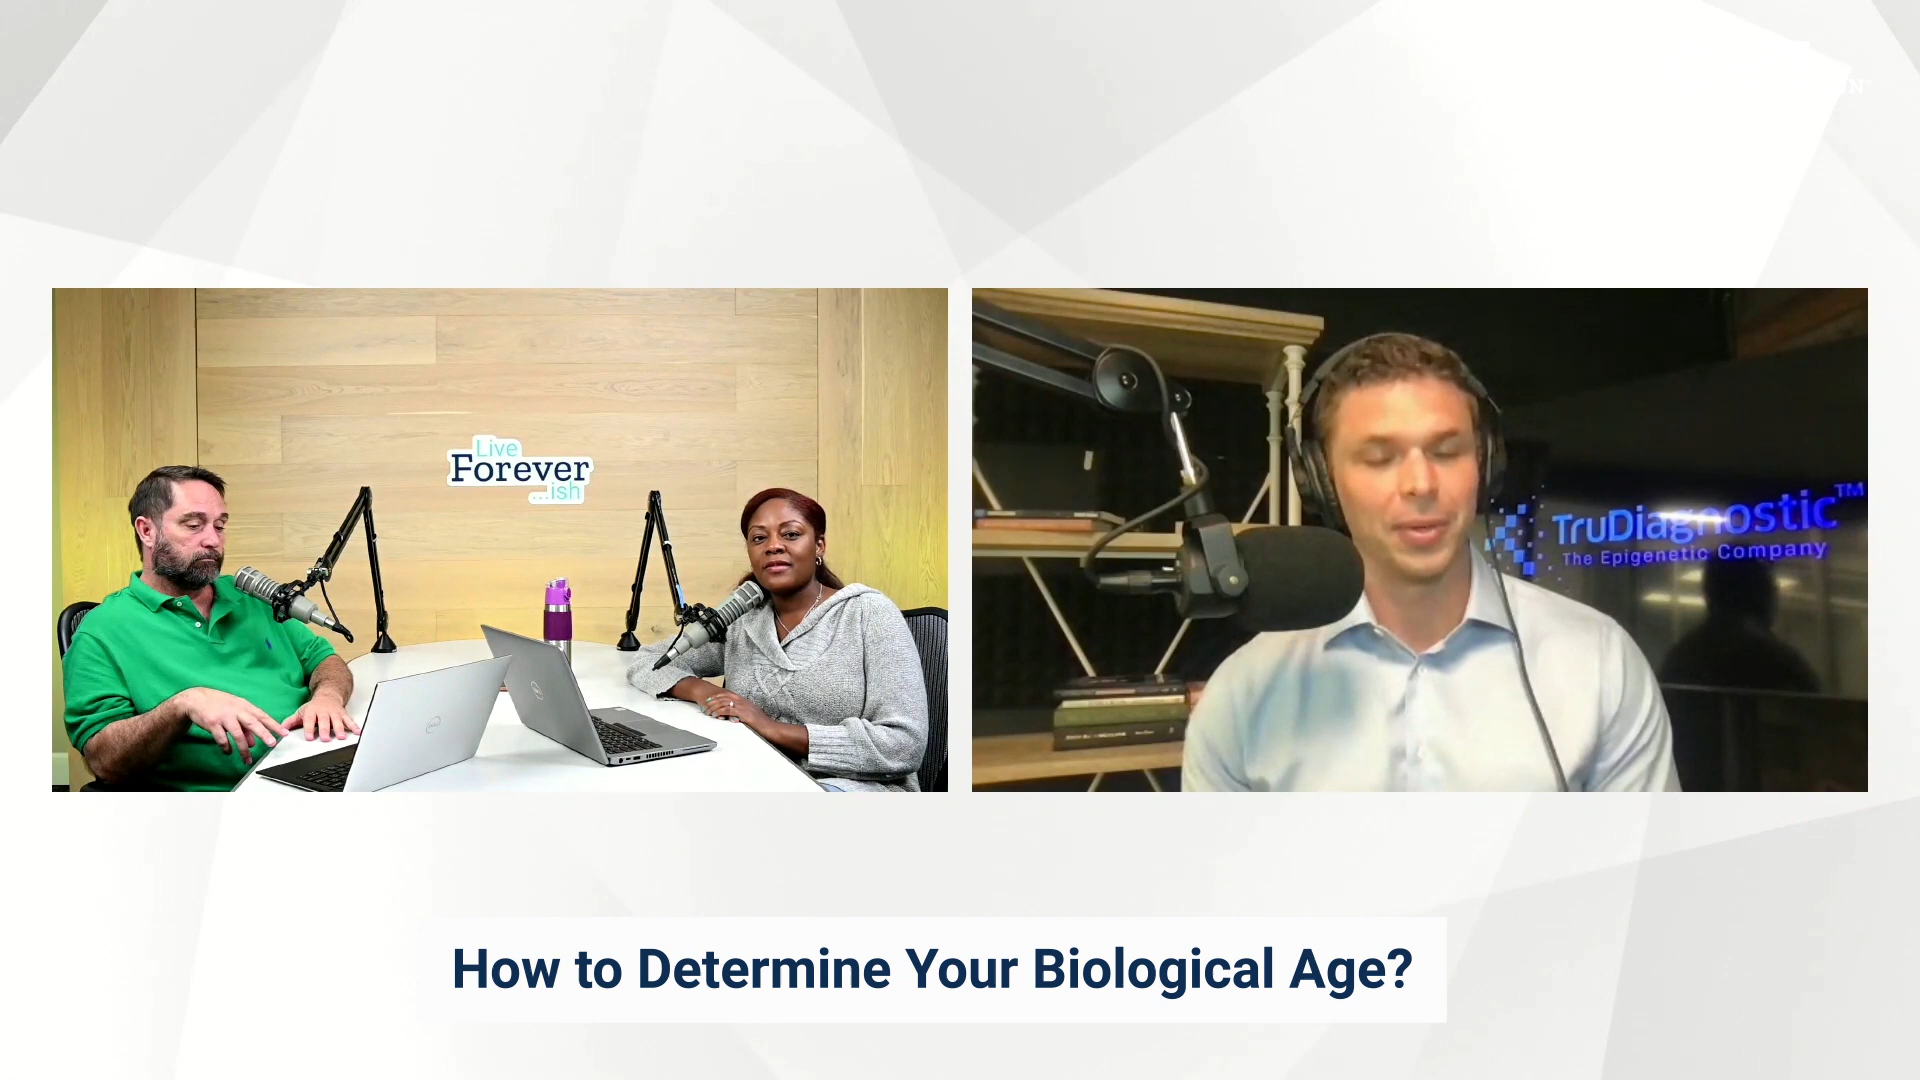 Live
Forever
...ish
TruDiagnostic™
The Epigenetic Company
How to Determine Your Biological Age?